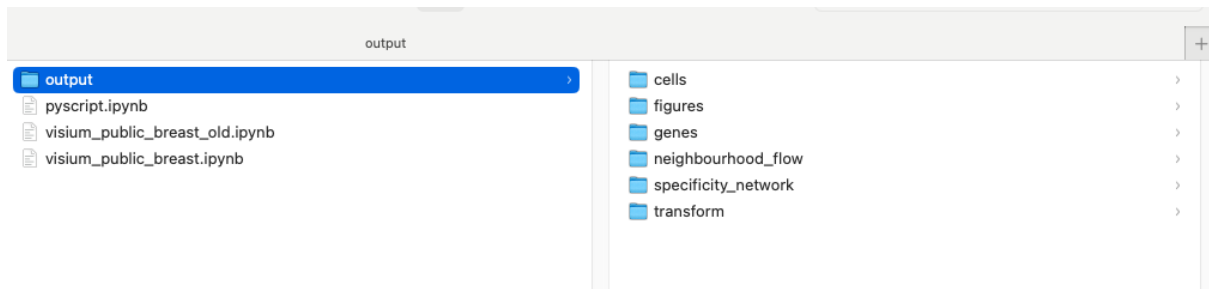 output
output
pyscript.ipynb
visium_public_breast_old.ipynb
visium_public_breast.ipynb
cells
figures
genes
neighbourhood_flow
specificity_network
transform